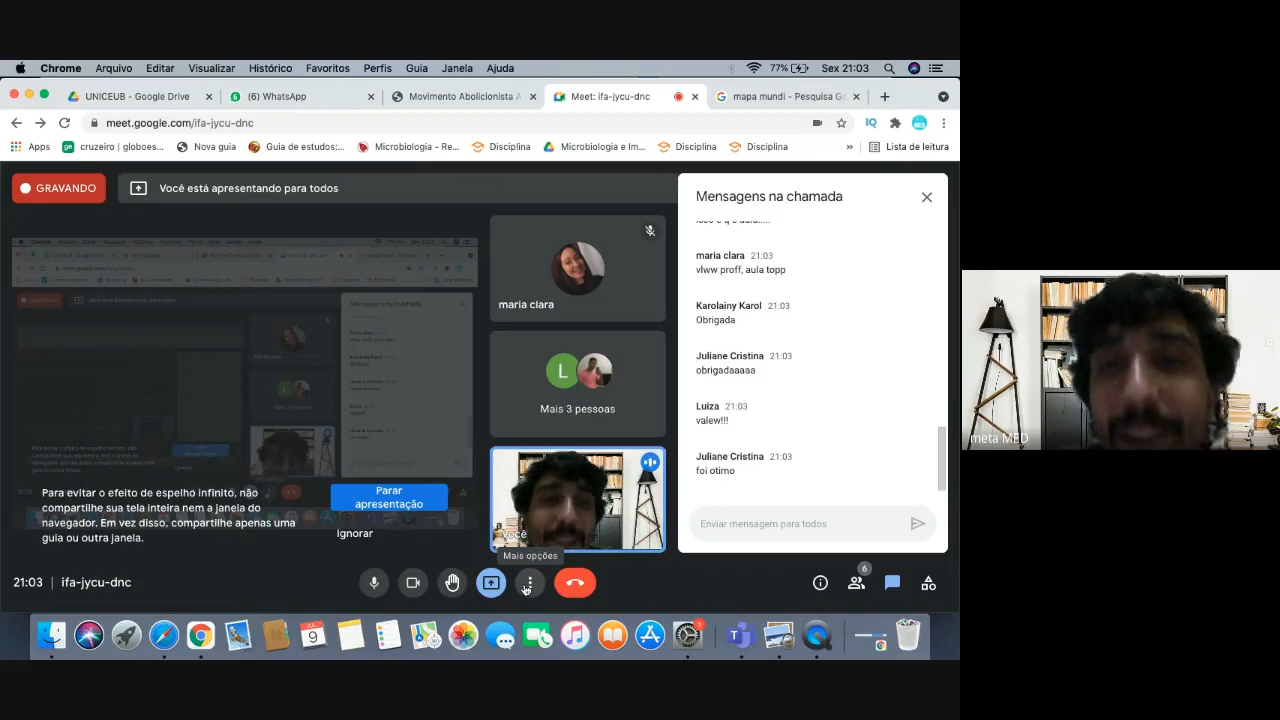 Chrome Arquivo Editar Visualizar Histórico Favoritos Perfis Guia Janela Ajuda 77% Sex 21:03
UNICEUB - Google Drive (6) WhatsApp Movimento Abolicionista A Meet: ifa-jycu-dnc mapa mundi - Pesquisa Go
meet.google.com/ifa-jycu-dnc
Apps cruzeiro | globoes... Nova guia Guia de estudos:... Microbiologia - Re... Disciplina Microbiologia e Im... Disciplina Disciplina Lista de leitura
GRAVANDO Você está apresentando para todos
Mensagens na chamada
maria clara 21:03
vlww proff, aula topp
Karolainy Karol 21:03
Obrigada
Juliane Cristina 21:03
obrigadaaaaa
Luiza 21:03
valew!!!
Juliane Cristina 21:03
foi otimo
Enviar mensagem para todos
maria clara
L
Mais 3 pessoas
Você
Para evitar o efeito de espelho infinito, não
compartilhe sua tela inteira nem a janela do
navegador. Em vez disso, compartilhe apenas uma
guia ou outra janela.
Parar
apresentação
Ignorar
Mais opções
21:03 | ifa-jycu-dnc
6
JUL
9
1
meta MED